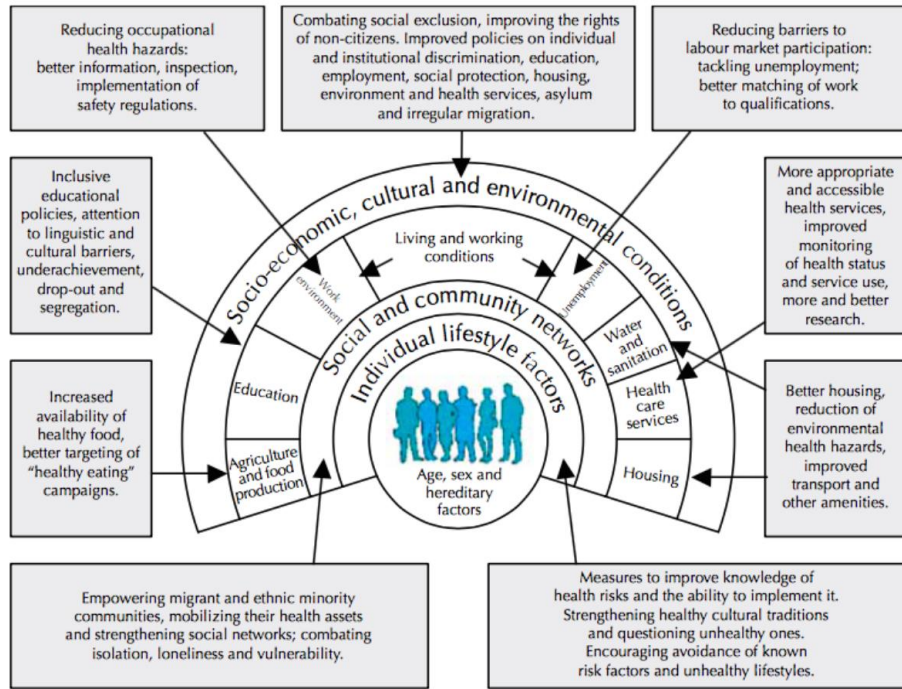 Reducing occupational
health hazards:
better information, inspection,
implementation of
safety regulations.
Combating social exclusion, improving the rights
of non-citizens. Improved policies on individual
and institutional discrimination, education,
employment, social protection, housing,
environment and health services, asylum
and irregular migration.
Reducing barriers to
labour market participation:
tackling unemployment;
better matching of work
to qualifications.
Inclusive
educational
policies, attention
to linguistic and
cultural barriers,
underachievement,
drop-out and
segregation.
More appropriate
and accessible
health services,
improved
monitoring
of health status
and service use,
more and better
research.
Increased
availability of
healthy food,
better targeting of
“healthy eating”
campaigns.
Better housing,
reduction of
environmental
health hazards,
improved
transport and
other amenities.
Socio-economic, cultural and environmental conditions
Living and working
conditions
Work
environment
Unemployment
Social and community networks
Water
and
sanitation
Individual lifestyle factors
Education
Health
care
services
Agriculture
and food
production
Housing
Age, sex and
hereditary
factors
Empowering migrant and ethnic minority
communities, mobilizing their health assets
and strengthening social networks; combating
isolation, loneliness and vulnerability.
Measures to improve knowledge of
health risks and the ability to implement it.
Strengthening healthy cultural traditions
and questioning unhealthy ones.
Encouraging avoidance of known
risk factors and unhealthy lifestyles.